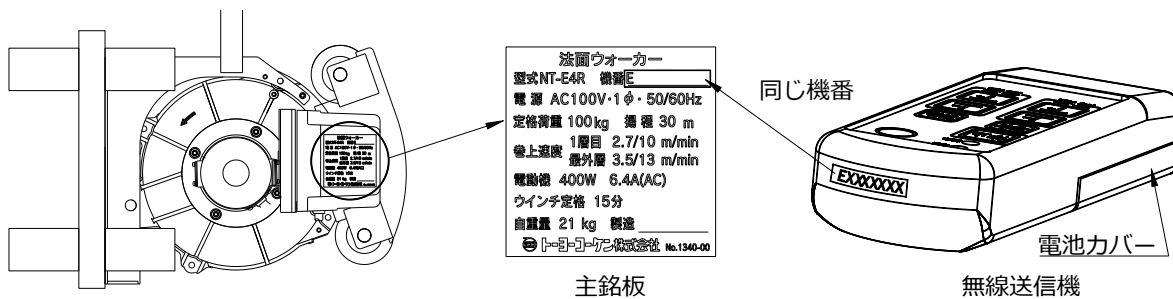 法面ウォーカー
型式 NT-E4R 機番 E
電源 AC100V・1φ・50/60Hz
定格荷重 100kg 揚程 30 m
巻上速度 1層目 2.7/10 m/min
最外層 3.5/13 m/min
電動機 400W 6.4A(AC)
ウインチ定格 15分
自重量 21 kg 製造
トーヨーコーケン株式会社 No.1340-00
主銘板
同じ機番
EXXXXXXX
電池カバー
無線送信機